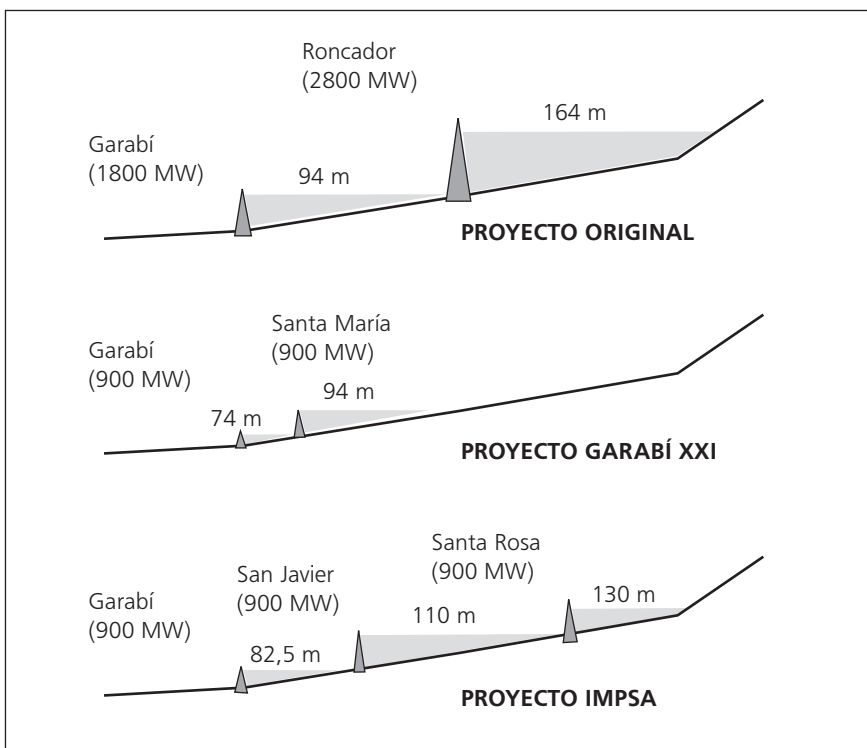 Roncador
(2800 MW)
164 m
Garabí
(1800 MW)
94 m
PROYECTO ORIGINAL
Santa María
(900 MW)
Garabí
(900 MW)
94 m
74 m
PROYECTO GARABÍ XXI
Santa Rosa
(900 MW)
San Javier
(900 MW)
130 m
Garabí
(900 MW)
110 m
82,5 m
PROYECTO IMPSA